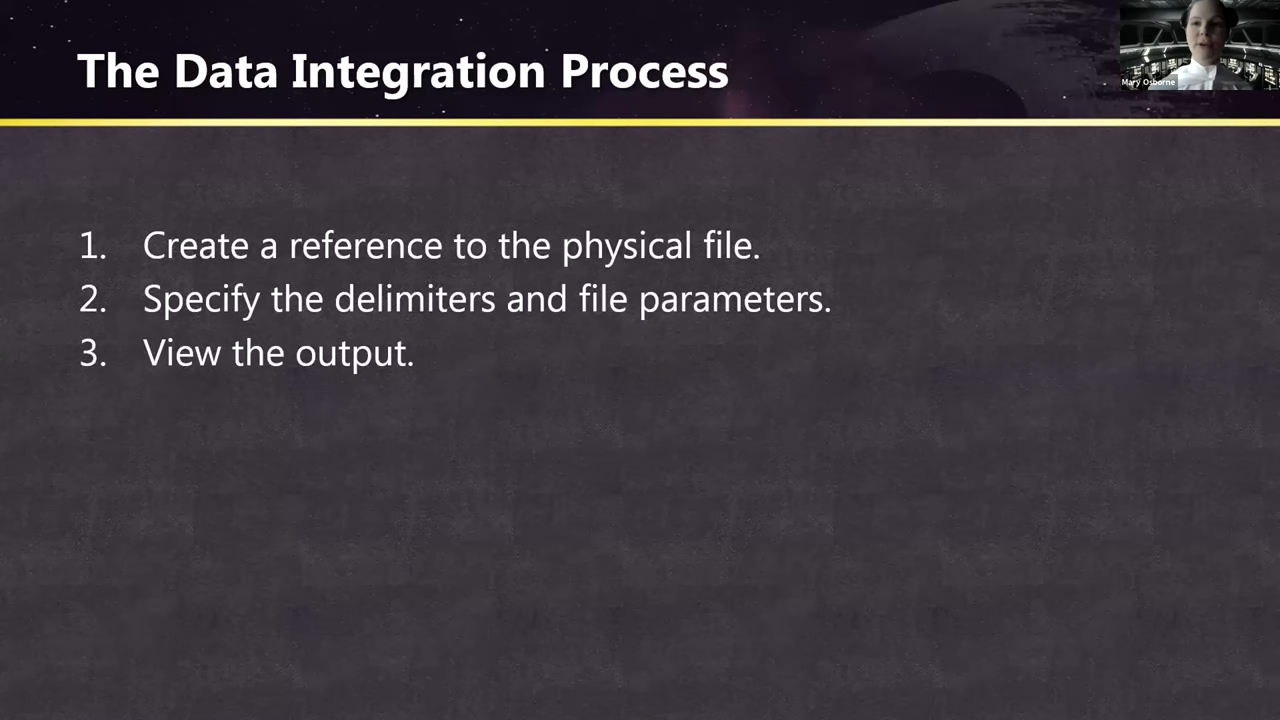 The Data Integration Process
Mary Osborne
1. Create a reference to the physical file.
2. Specify the delimiters and file parameters.
3. View the output.